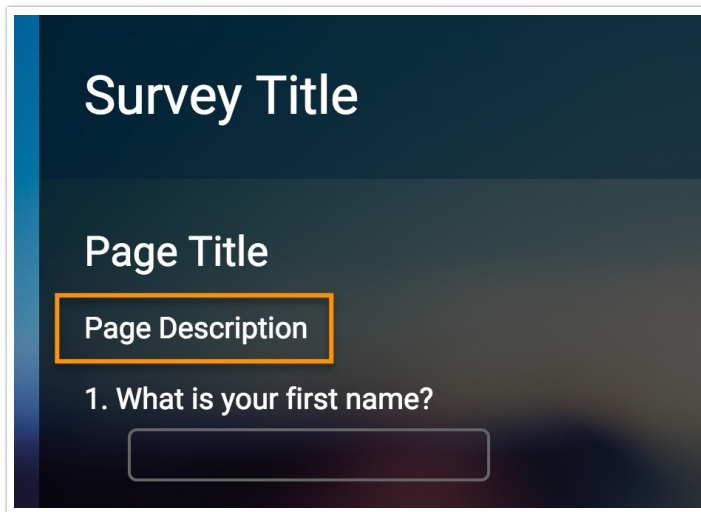 Survey Title
Page Title
Page Description
1. What is your first name?